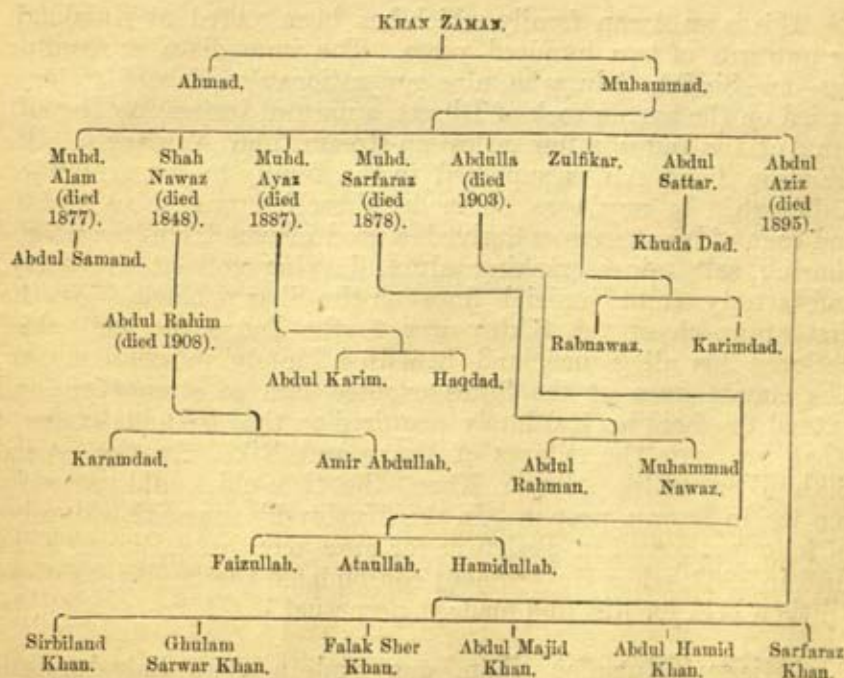 KHAN ZAMAN.
Ahmad. Muhammad.
Muhd. Shah Muhd. Muhd. Abdulla Zulfikar. Abdul Abdul
Alam Nawaz Ayaz Sarfaraz (died Sattar. Aziz
(died (died (died (died 1903). (died
1877). 1848). 1887). 1878). 1895).
Khuda Dad.
Abdul Samand.
Abdul Rahim
(died 1908). Rabnawaz. Karimdad.
Abdul Karim. Haqdad.
Karamdad. Amir Abdullah. Abdul Muhammad
Rahman. Nawaz.
Faizullah. Ataullah. Hamidullah.
Sirbiland Ghulam Falak Sher Abdul Majid Abdul Hamid Sarfaraz
Khan. Sarwar Khan. Khan. Khan. Khan. Khan.